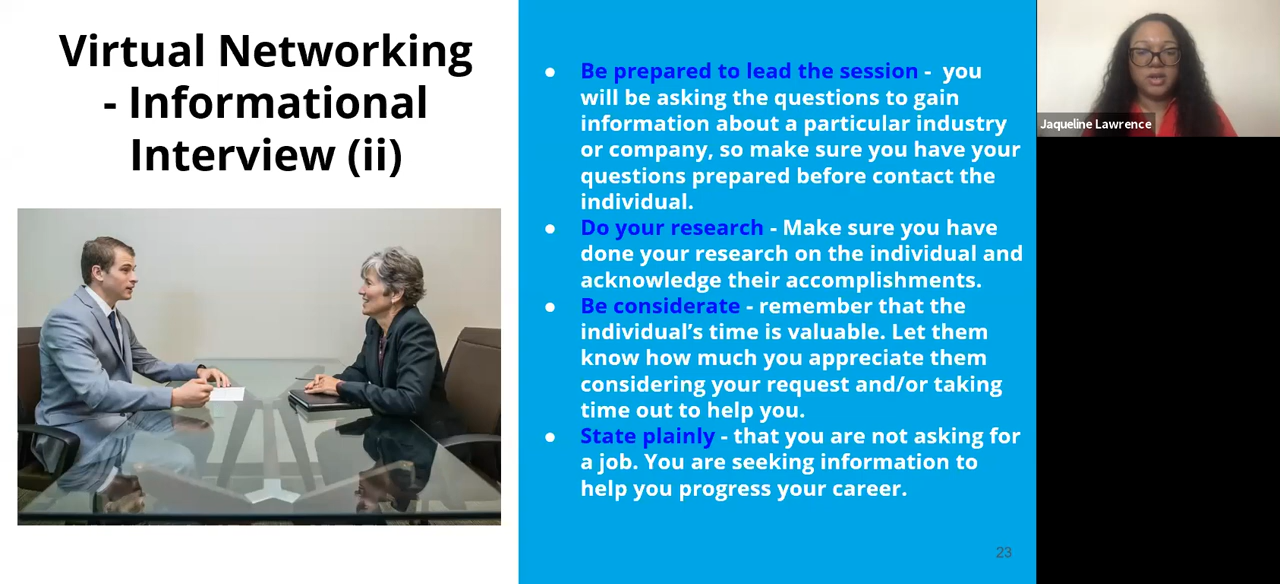 Virtual Networking
- Informational
Interview (ii)
● Be prepared to lead the session - you
will be asking the questions to gain
information about a particular industry
or company, so make sure you have your
questions prepared before contact the
individual.
● Do your research - Make sure you have
done your research on the individual and
acknowledge their accomplishments.
● Be considerate - remember that the
individual’s time is valuable. Let them
know how much you appreciate them
considering your request and/or taking
time out to help you.
● State plainly - that you are not asking for
a job. You are seeking information to
help you progress your career.
23
Jaqueline Lawrence